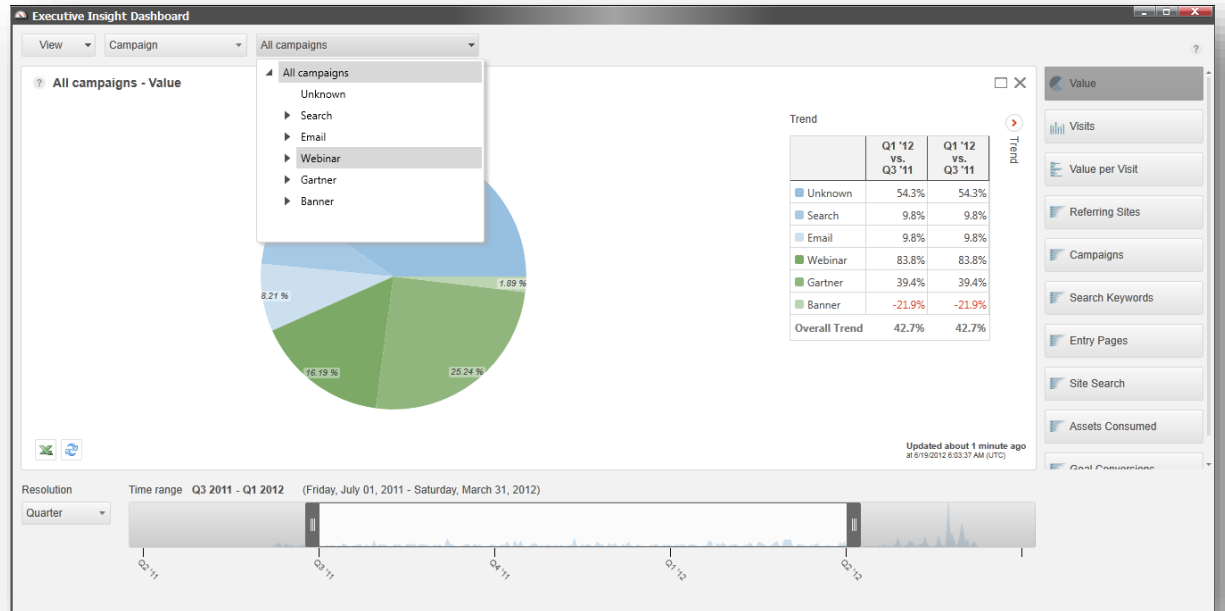 Executive Insight Dashboard
View
Campaign
All campaigns
?
? All campaigns - Value
All campaigns
Unknown
Search
Email
Webinar
Gartner
Banner
8.21 %
16.19 %
25.24 %
1.89 %
Trend
Trend
Q1 '12 vs. Q3 '11
Q1 '12 vs. Q3 '11
Unknown 54.3% 54.3%
Search 9.8% 9.8%
Email 9.8% 9.8%
Webinar 83.8% 83.8%
Gartner 39.4% 39.4%
Banner -21.9% -21.9%
Overall Trend 42.7% 42.7%
Updated about 1 minute ago
at 6/19/2012 6:03:37 AM (UTC)
Value
Visits
Value per Visit
Referring Sites
Campaigns
Search Keywords
Entry Pages
Site Search
Assets Consumed
Goal Conversions
Resolution
Quarter
Time range Q3 2011 - Q1 2012 (Friday, July 01, 2011 - Saturday, March 31, 2012)
Q2 '11
Q3 '11
Q4 '11
Q1 '12
Q2 '12